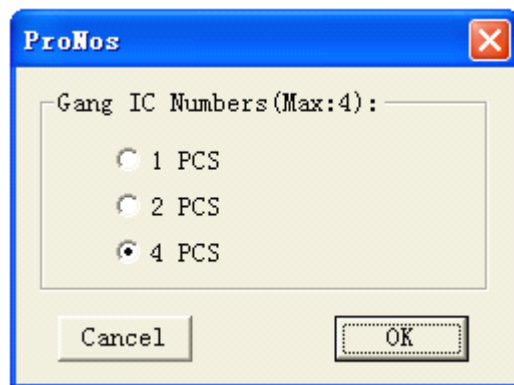 ProNos
Gang IC Numbers(Max:4):
1 PCS
2 PCS
4 PCS
Cancel
OK